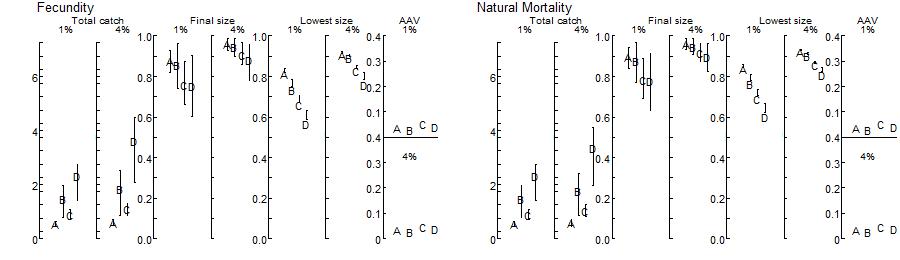 Fecundity Natural Mortality
Total catch Final size Lowest size AAV Total catch Final size Lowest size AAV
1% 4% 1% 4% 1% 4% 1% 1% 4% 1% 4% 1% 4% 1%
1.0 1.0 0.4 1.0 1.0 0.4
A B C D A B C D A B C D A B C D A B C D A B C D
6 0.8 0.8 0.3 6 0.8 0.8 0.3
A B C D A B C D A B C D A B C D
0.2 0.2
4 0.6 0.6 0.1 4 0.6 0.6 0.1
A B C D A B C D
0.4 0.4 0.4 0.4 0.4 0.4
4% 4%
0.3 0.3
2 0.2 0.2 0.2 2 0.2 0.2 0.2
A B C D A B C D A B C D A B C D
0.1 0.1
A B C D A B C D
0 0.0 0.0 0 0 0.0 0.0 0